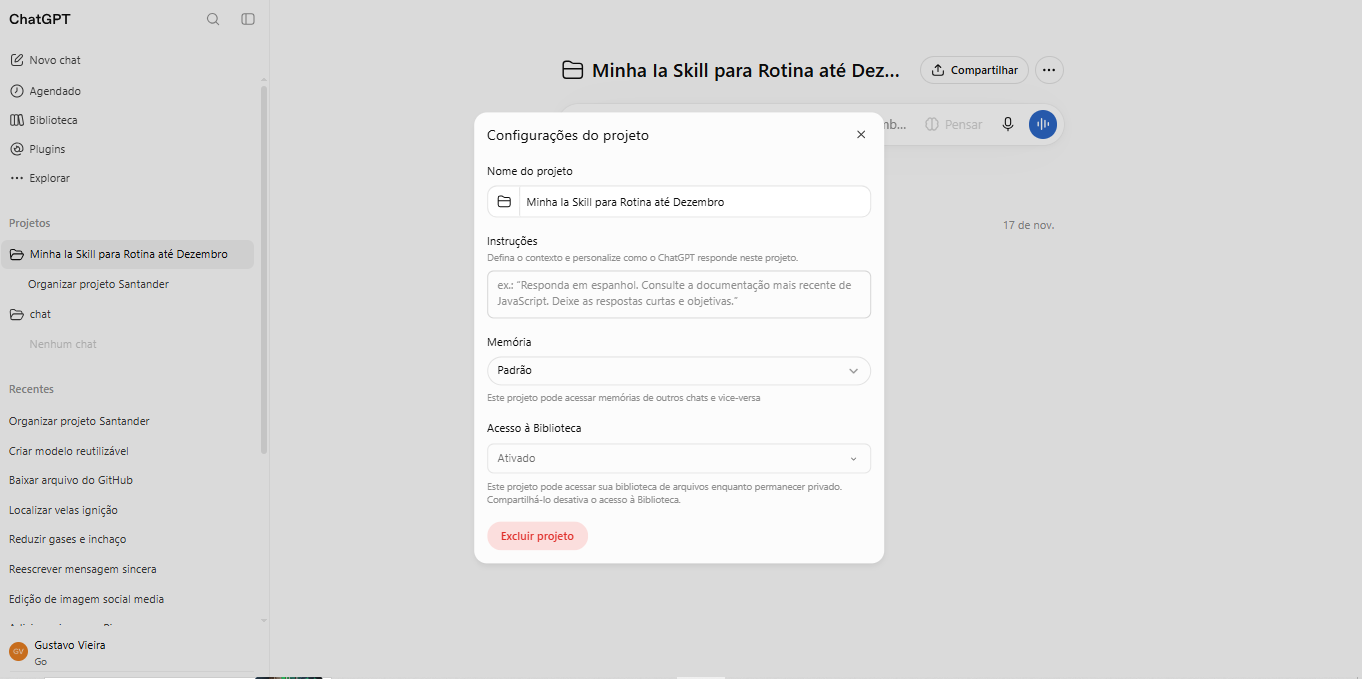 ChatGPT
Novo chat
Agendado
Biblioteca
Plugins
Explorar
Projetos
Minha Ia Skill para Rotina até Dezembro
Organizar projeto Santander
chat
Nenhum chat
Recentes
Organizar projeto Santander
Criar modelo reutilizável
Baixar arquivo do GitHub
Localizar velas ignição
Reduzir gases e inchaço
Reescrever mensagem sincera
Edição de imagem social media
GV
Gustavo Vieira
Go
Minha Ia Skill para Rotina até Dez...
Compartilhar
Pensar
17 de nov.
Configurações do projeto
Nome do projeto
Minha Ia Skill para Rotina até Dezembro
Instruções
Defina o contexto e personalize como o ChatGPT responde neste projeto.
ex.: "Responda em espanhol. Consulte a documentação mais recente de
JavaScript. Deixe as respostas curtas e objetivas."
Memória
Padrão
Este projeto pode acessar memórias de outros chats e vice-versa
Acesso à Biblioteca
Ativado
Este projeto pode acessar sua biblioteca de arquivos enquanto permanecer privado.
Compartilhá-lo desativa o acesso à Biblioteca.
Excluir projeto